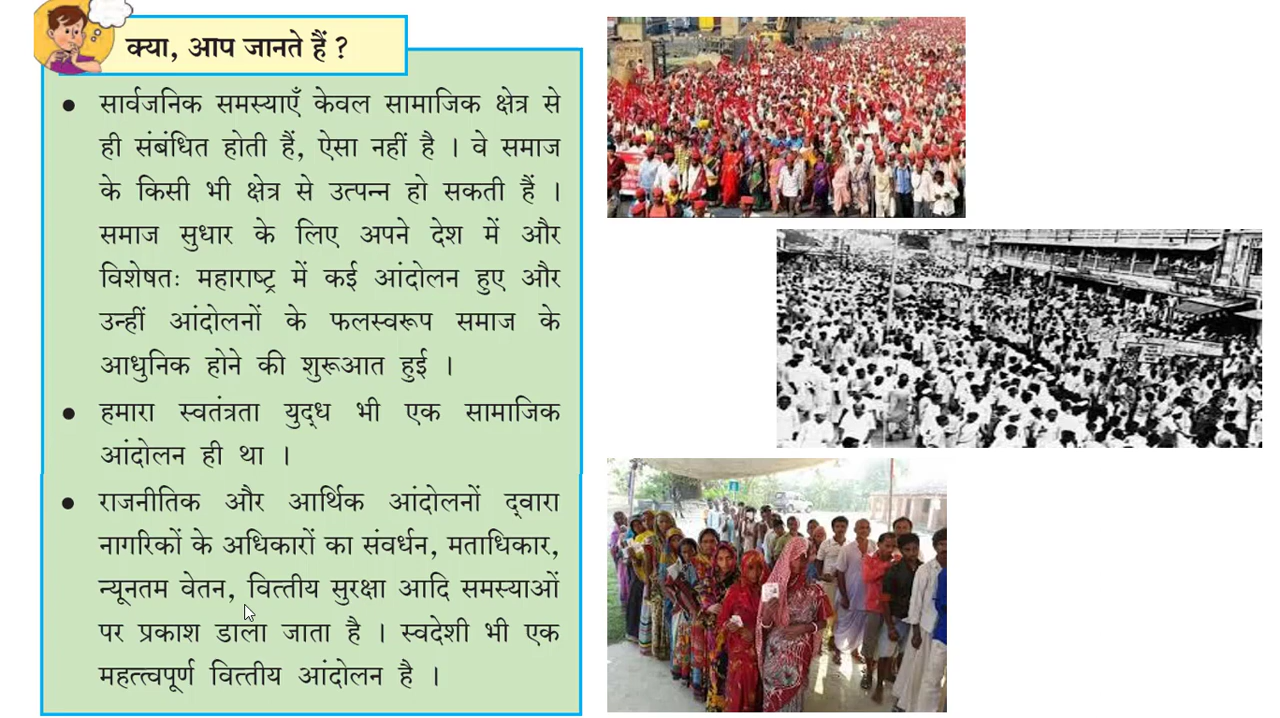 क्या, आप जानते हैं ?
● सार्वजनिक समस्याएँ केवल सामाजिक क्षेत्र से
ही संबंधित होती हैं, ऐसा नहीं है । वे समाज
के किसी भी क्षेत्र से उत्पन्न हो सकती हैं ।
समाज सुधार के लिए अपने देश में और
विशेषतः महाराष्ट्र में कई आंदोलन हुए और
उन्हीं आंदोलनों के फलस्वरूप समाज के
आधुनिक होने की शुरूआत हुई ।
● हमारा स्वतंत्रता युद्ध भी एक सामाजिक
आंदोलन ही था ।
● राजनीतिक और आर्थिक आंदोलनों द्वारा
नागरिकों के अधिकारों का संवर्धन, मताधिकार,
न्यूनतम वेतन, वित्तीय सुरक्षा आदि समस्याओं
पर प्रकाश डाला जाता है । स्वदेशी भी एक
महत्त्वपूर्ण वित्तीय आंदोलन है ।